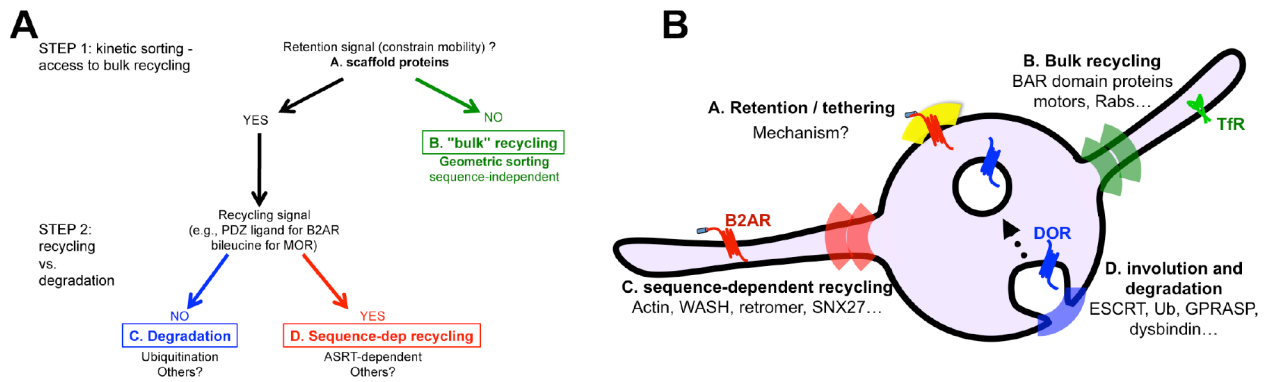 A
STEP 1: kinetic sorting -
access to bulk recycling
Retention signal (constrain mobility) ?
A. scaffold proteins
YES
NO
B. "bulk" recycling
Geometric sorting
sequence-independent
STEP 2:
recycling
vs.
degradation
Recycling signal
(e.g., PDZ ligand for B2AR
bileucine for MOR)
NO
C. Degradation
Ubiquitination
Others?
YES
D. Sequence-dep recycling
ASRT-dependent
Others?
B
A. Retention / tethering
Mechanism?
B. Bulk recycling
BAR domain proteins
motors, Rabs...
TfR
B2AR
DOR
C. sequence-dependent recycling
Actin, WASH, retromer, SNX27...
D. involution and
degradation
ESCRT, Ub, GPRASP,
dysbindin...